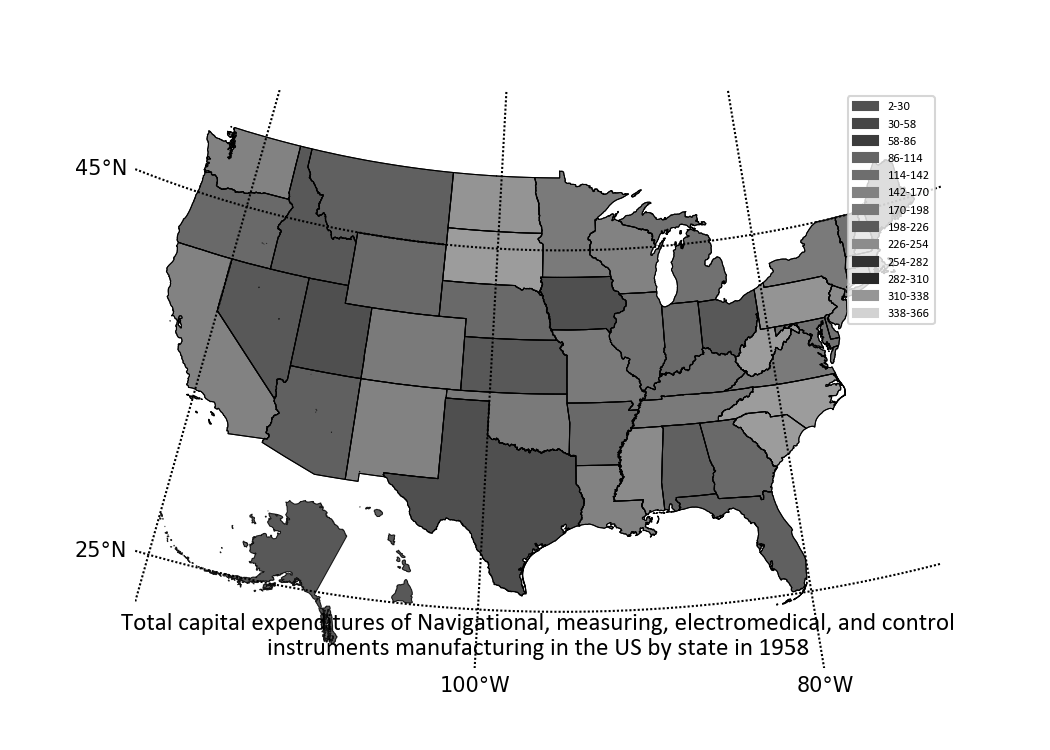 2-30
30-58
58-86
86-114
114-142
142-170
170-198
198-226
226-254
254-282
282-310
310-338
338-366
45°N
25°N
Total capital expenditures of Navigational, measuring, electromedical, and control
instruments manufacturing in the US by state in 1958
100°W
80°W